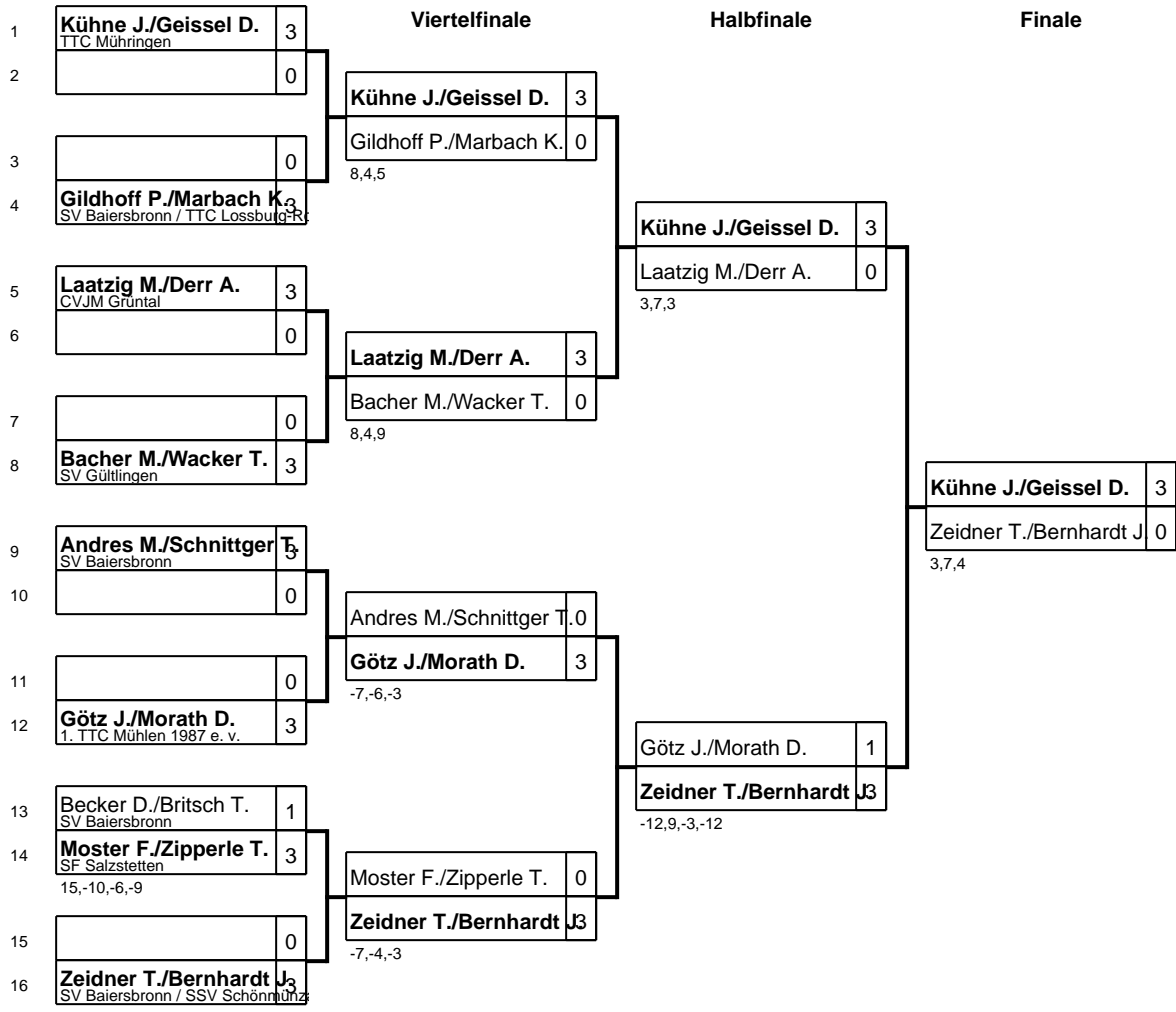 Viertelfinale
Halbfinale
Finale
1
Kühne J./Geissel D. 3
TTC Mühringen
2
0
3
0
4
Gildhoff P./Marbach K. 3
SV Baiersbronn / TTC Lossburg-Ro
5
Laatzig M./Derr A. 3
CVJM Grüntal
6
0
7
0
8
Bacher M./Wacker T. 3
SV Gültlingen
9
Andres M./Schnittger T. 3
SV Baiersbronn
10
0
11
0
12
Götz J./Morath D. 3
1. TTC Mühlen 1987 e. v.
13
Becker D./Britsch T. 1
SV Baiersbronn
14
Moster F./Zipperle T. 3
SF Salzstetten
15,-10,-6,-9
15
0
16
Zeidner T./Bernhardt J. 3
SV Baiersbronn / SSV Schönmünza
Kühne J./Geissel D. 3
Gildhoff P./Marbach K. 0
8,4,5
Laatzig M./Derr A. 3
Bacher M./Wacker T. 0
8,4,9
Andres M./Schnittger T. 0
Götz J./Morath D. 3
-7,-6,-3
Moster F./Zipperle T. 0
Zeidner T./Bernhardt J. 3
-7,-4,-3
Kühne J./Geissel D. 3
Laatzig M./Derr A. 0
3,7,3
Götz J./Morath D. 1
Zeidner T./Bernhardt J. 3
-12,9,-3,-12
Kühne J./Geissel D. 3
Zeidner T./Bernhardt J. 0
3,7,4